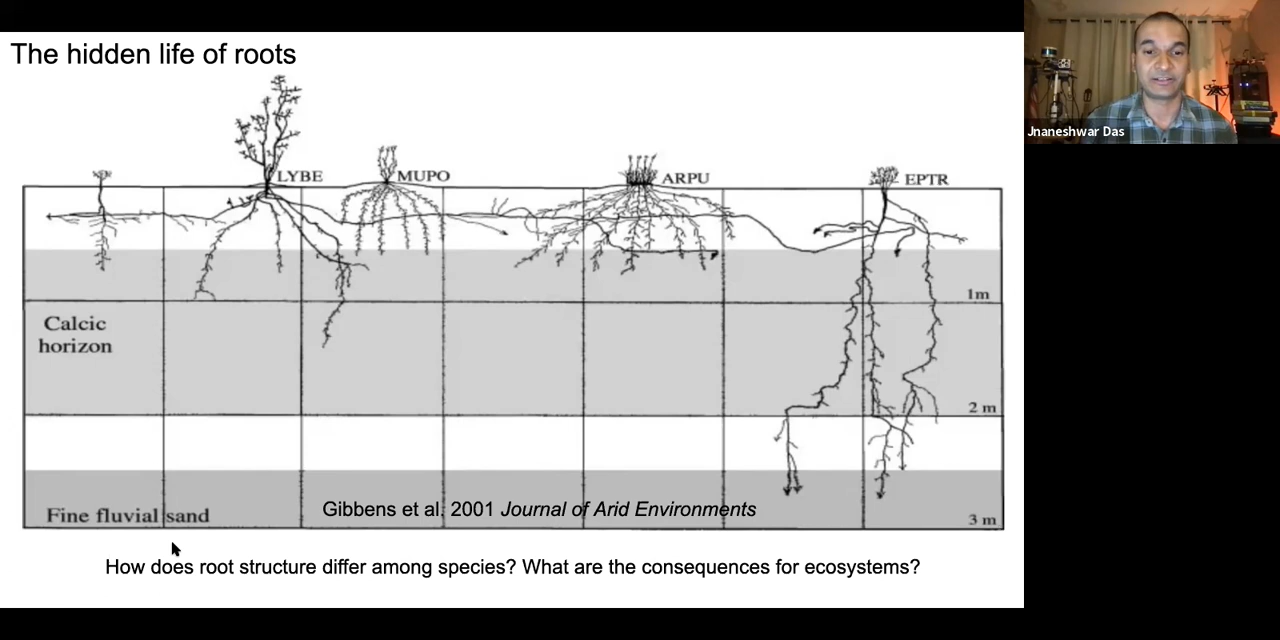 The hidden life of roots
Jnaneshwar Das
LYBE
MUPO
ARPU
EPTR
1m
Calcic
horizon
2 m
Gibbens et al. 2001 Journal of Arid Environments
Fine fluvial sand
3 m
How does root structure differ among species? What are the consequences for ecosystems?